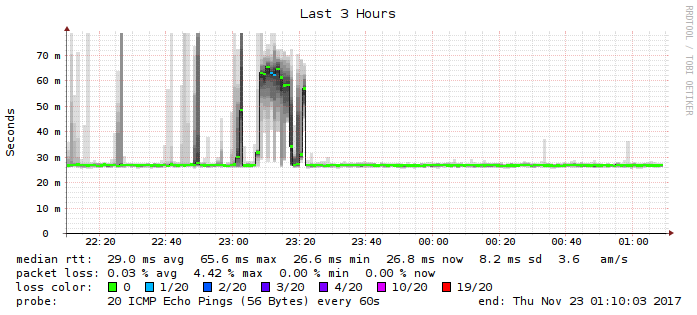 Last 3 Hours
RRDTOOL / TOBI OETIKER
Seconds
70 m
60 m
50 m
40 m
30 m
20 m
10 m
0
22:20 22:40 23:00 23:20 23:40 00:00 00:20 00:40 01:00
median rtt: 29.0 ms avg 65.6 ms max 26.6 ms min 26.8 ms now 8.2 ms sd 3.6 am/s
packet loss: 0.03 % avg 4.42 % max 0.00 % min 0.00 % now
loss color: 0 1/20 2/20 3/20 4/20 10/20 19/20
probe: 20 ICMP Echo Pings (56 Bytes) every 60s end: Thu Nov 23 01:10:03 2017